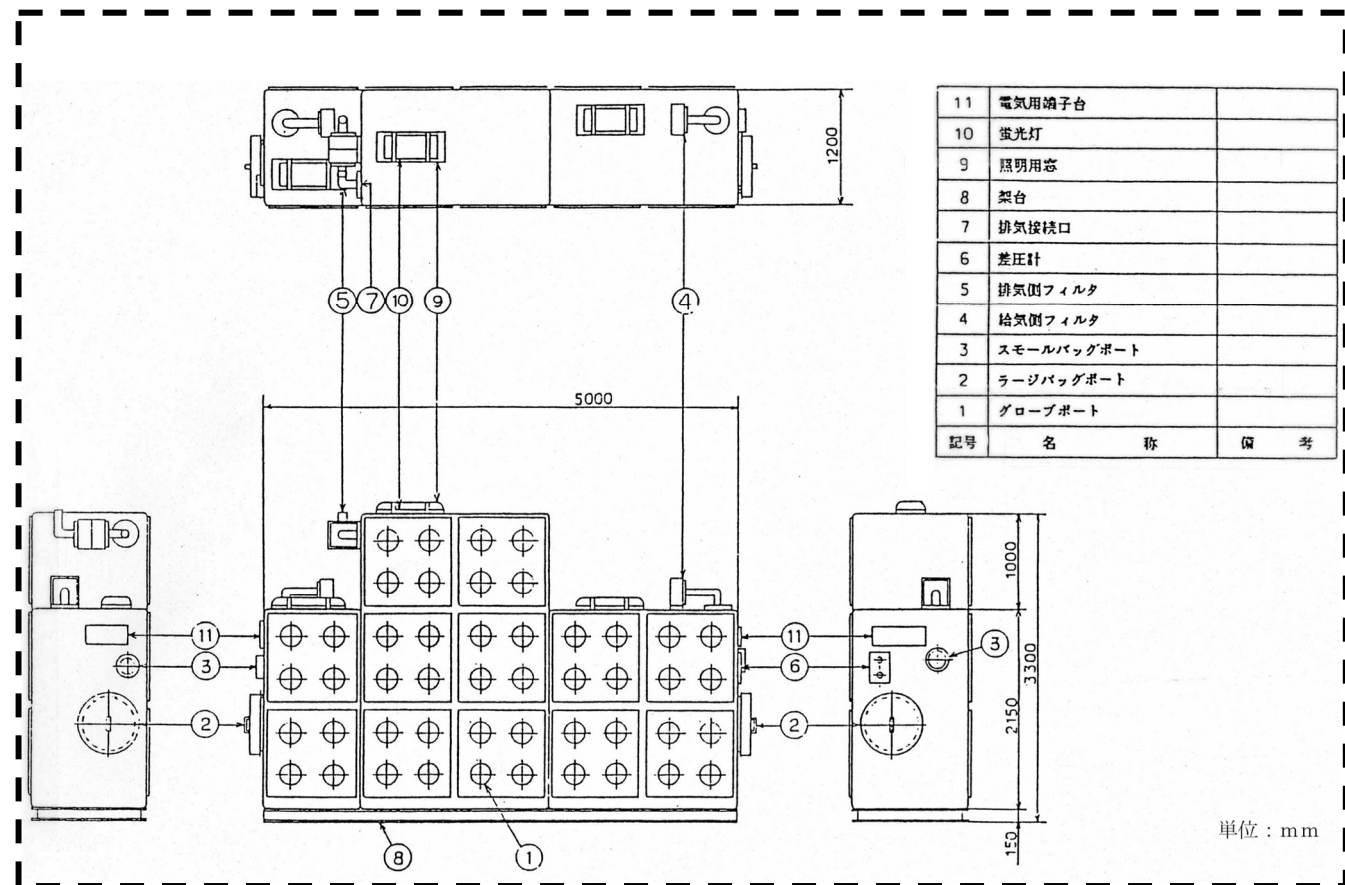 1200
11 電気用端子台
10 蛍光灯
9 照明用窓
8 架台
7 排気接続口
6 差圧計
5 排気側フィルタ
4 給気側フィルタ
3 スモールバッグポート
2 ラージバッグポート
1 グローブポート
記号 名 称 備 考
5 7 10 9 4
5000
1000
11 11
3 6 3
3300
2 2
2150
8 1
150
単位：mm